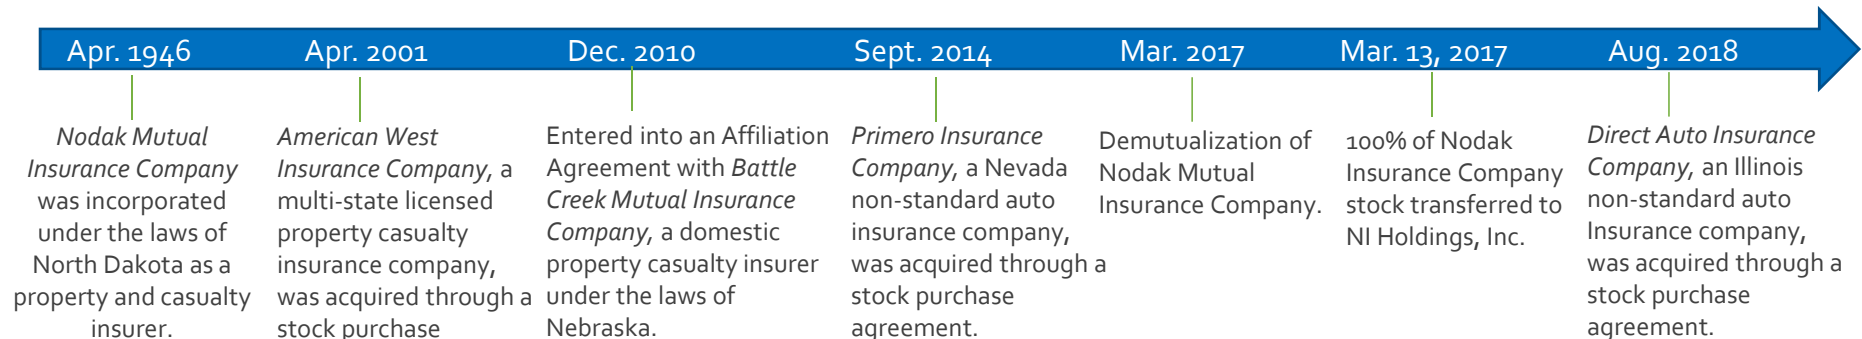 Apr. 1946
Apr. 2001
Dec. 2010
Sept. 2014
Mar. 2017
Mar. 13, 2017
Aug. 2018
Nodak Mutual
Insurance Company
was incorporated
under the laws of
North Dakota as a
property and casualty
insurer.
American West
Insurance Company, a
multi-state licensed
property casualty
insurance company,
was acquired through a
stock purchase
Entered into an Affiliation
Agreement with Battle
Creek Mutual Insurance
Company, a domestic
property casualty insurer
under the laws of
Nebraska.
Primero Insurance
Company, a Nevada
non-standard auto
insurance company,
was acquired through a
stock purchase
agreement.
Demutualization of
Nodak Mutual
Insurance Company.
100% of Nodak
Insurance Company
stock transferred to
NI Holdings, Inc.
Direct Auto Insurance
Company, an Illinois
non-standard auto
Insurance company,
was acquired through a
stock purchase
agreement.